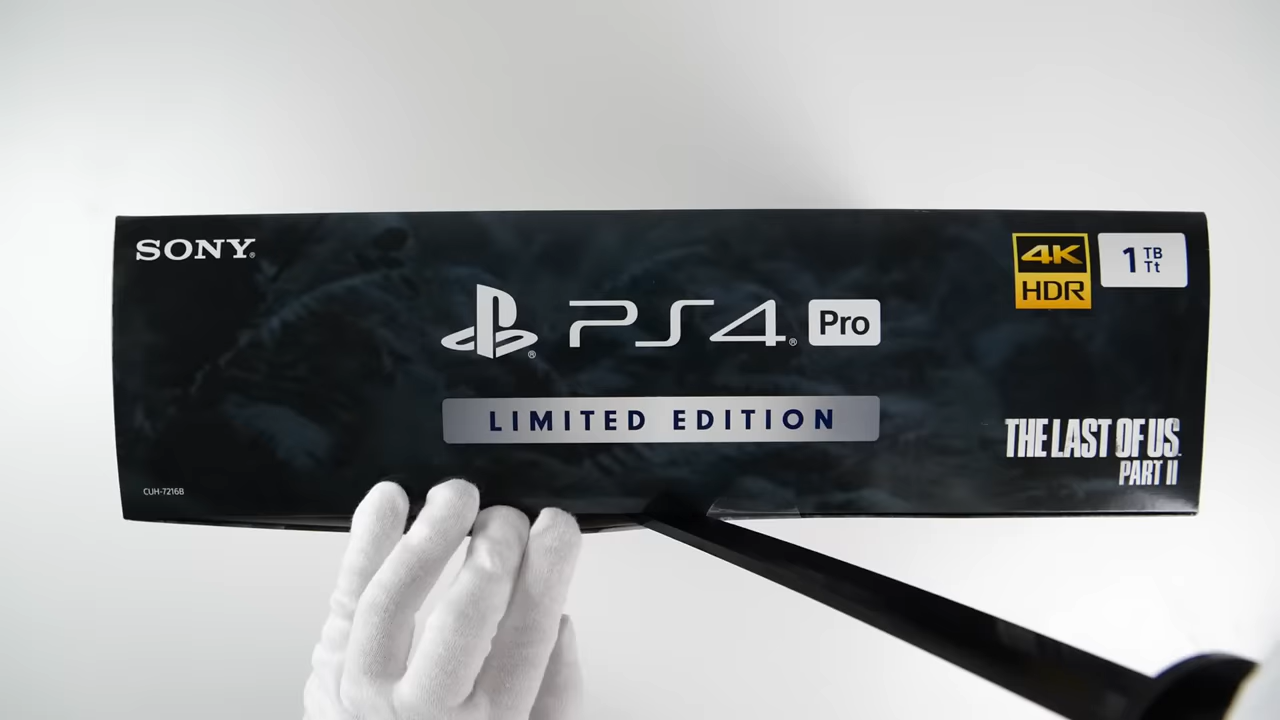 SONY®
4K
HDR
1 TB
Tt
PS4® Pro
LIMITED EDITION
THE LAST OF US
PART II
CUH-7216B